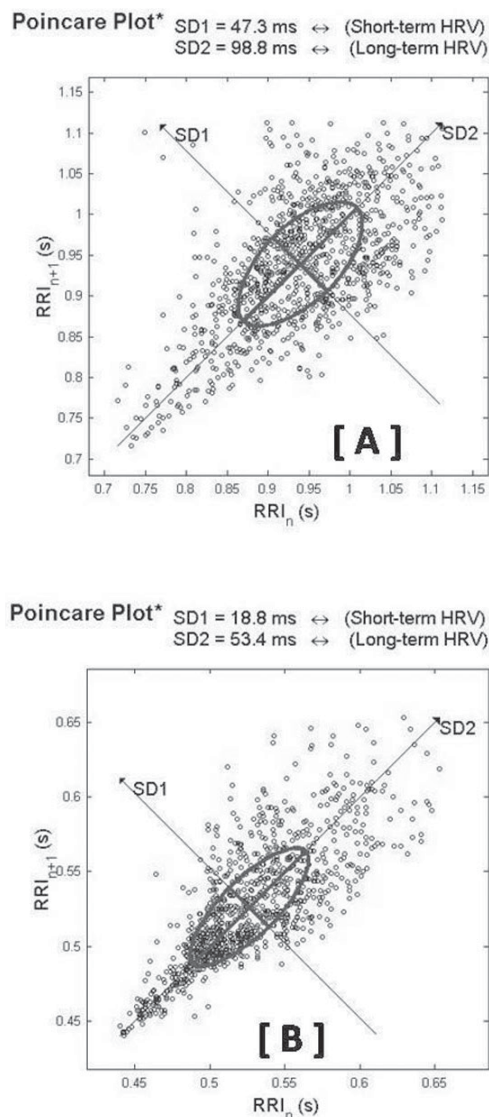 Poincare Plot* SD1 = 47.3 ms ↔ (Short-term HRV)
SD2 = 98.8 ms ↔ (Long-term HRV)
1.15
1.1
1.05
1
0.95
0.9
0.85
0.8
0.75
0.7
RRIn+1 (s)
SD1
SD2
[ A ]
0.7 0.75 0.8 0.85 0.9 0.95 1 1.05 1.1 1.15
RRIn (s)
Poincare Plot* SD1 = 18.8 ms ↔ (Short-term HRV)
SD2 = 53.4 ms ↔ (Long-term HRV)
0.65
0.6
0.55
0.5
0.45
RRIn+1 (s)
SD1
SD2
[ B ]
0.45 0.5 0.55 0.6 0.65
RRIn (s)